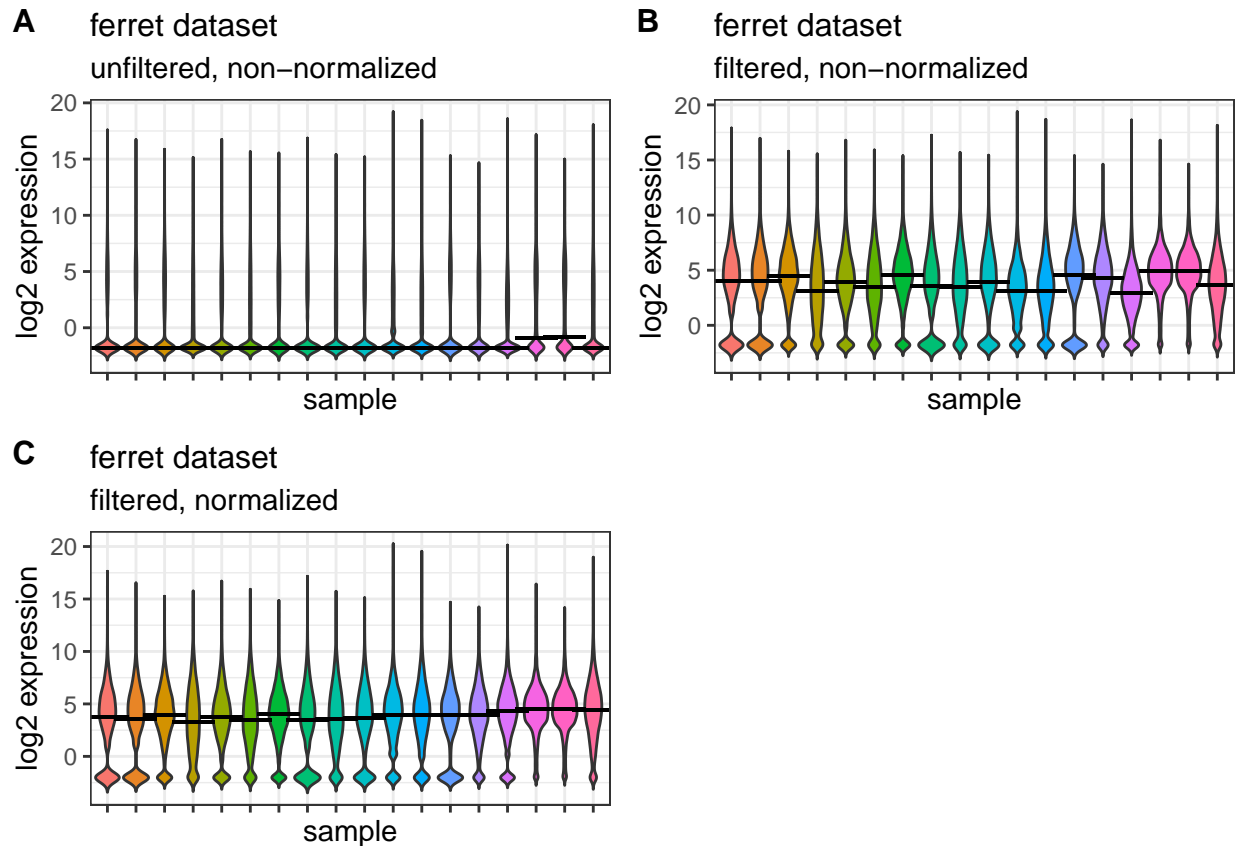 A
ferret dataset
unfiltered, non−normalized
20
15
10
5
0
log2 expression
sample
B
ferret dataset
filtered, non−normalized
20
15
10
5
0
log2 expression
sample
C
ferret dataset
filtered, normalized
20
15
10
5
0
log2 expression
sample